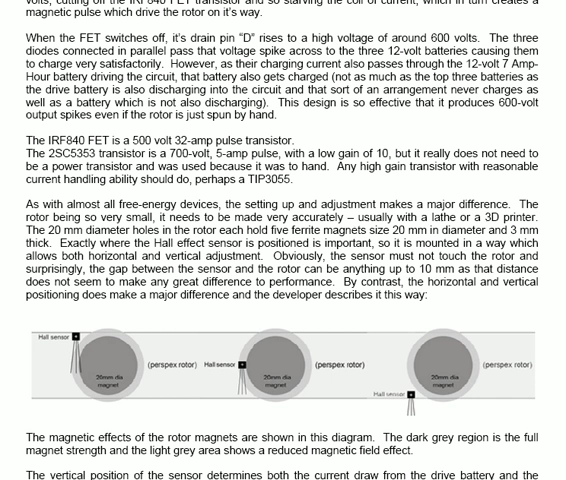 volts, cutting off the IRF840 FET transistor and so starving the coil of current, which in turn creates a
magnetic pulse which drive the rotor on it's way.
When the FET switches off, it's drain pin "D" rises to a high voltage of around 600 volts. The three
diodes connected in parallel pass that voltage spike across to the three 12-volt batteries causing them
to charge very satisfactorily. However, as their charging current also passes through the 12-volt 7 Amp-
Hour battery driving the circuit, that battery also gets charged (not as much as the top three batteries as
the drive battery is also discharging into the circuit and that sort of an arrangement never charges as
well as a battery which is not also discharging). This design is so effective that it produces 600-volt
output spikes even if the rotor is just spun by hand.
The IRF840 FET is a 500 volt 32-amp pulse transistor.
The 2SC5353 transistor is a 700-volt, 5-amp pulse, with a low gain of 10, but it really does not need to
be a power transistor and was used because it was to hand. Any high gain transistor with reasonable
current handling ability should do, perhaps a TIP3055.
As with almost all free-energy devices, the setting up and adjustment makes a major difference. The
rotor being so very small, it needs to be made very accurately – usually with a lathe or a 3D printer.
The 20 mm diameter holes in the rotor each hold five ferrite magnets size 20 mm in diameter and 3 mm
thick. Exactly where the Hall effect sensor is positioned is important, so it is mounted in a way which
allows both horizontal and vertical adjustment. Obviously, the sensor must not touch the rotor and
surprisingly, the gap between the sensor and the rotor can be anything up to 10 mm as that distance
does not seem to make any great difference to performance. By contrast, the horizontal and vertical
positioning does make a major difference and the developer describes it this way:
Hall sensor
20mm dia
magnet
(perspex rotor)
Hall sensor
20mm dia
magnet
(perspex rotor)
Hall sensor
20mm dia
magnet
(perspex rotor)
The magnetic effects of the rotor magnets are shown in this diagram. The dark grey region is the full
magnet strength and the light grey area shows a reduced magnetic field effect.
The vertical position of the sensor determines both the current draw from the drive battery and the